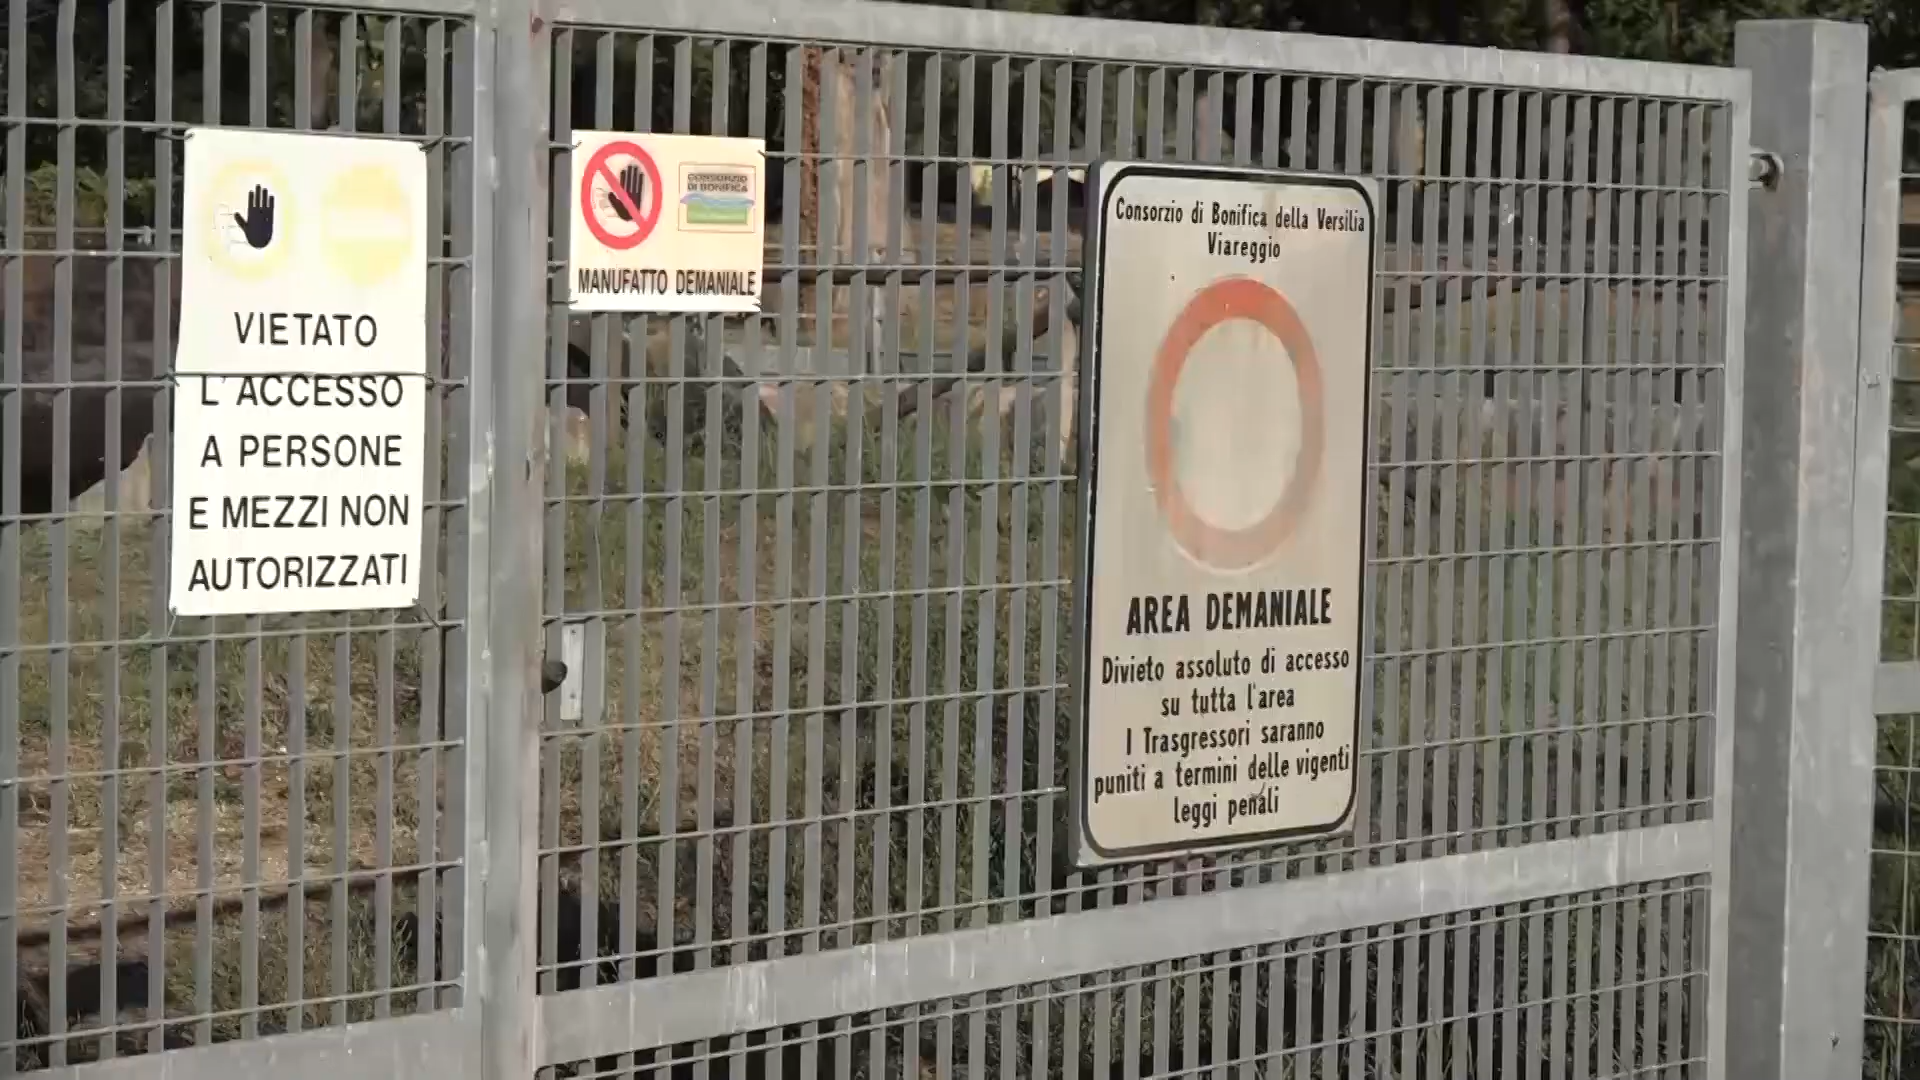 VIETATO
L'ACCESSO
A PERSONE
E MEZZI NON
AUTORIZZATI
CONSORZIO
DI BONIFICA
MANUFATTO DEMANIALE
Consorzio di Bonifica della Versilia
Viareggio
AREA DEMANIALE
Divieto assoluto di accesso
su tutta l'area
I Trasgressori saranno
puniti a termini delle vigenti
leggi penali